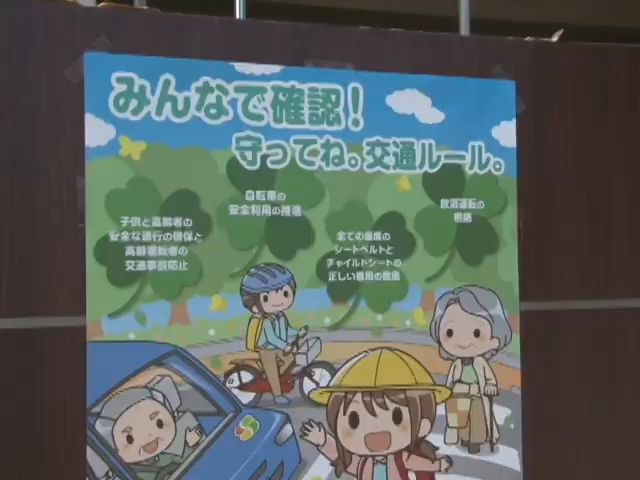 みんなで確認！
守ってね。交通ルール。
子供と高齢者の
安全な通行の確保と
高齢運転者の
交通事故防止
自転車の
安全利用の推進
全ての座席の
シートベルトと
チャイルドシートの
正しい着用の徹底
飲酒運転の
根絶